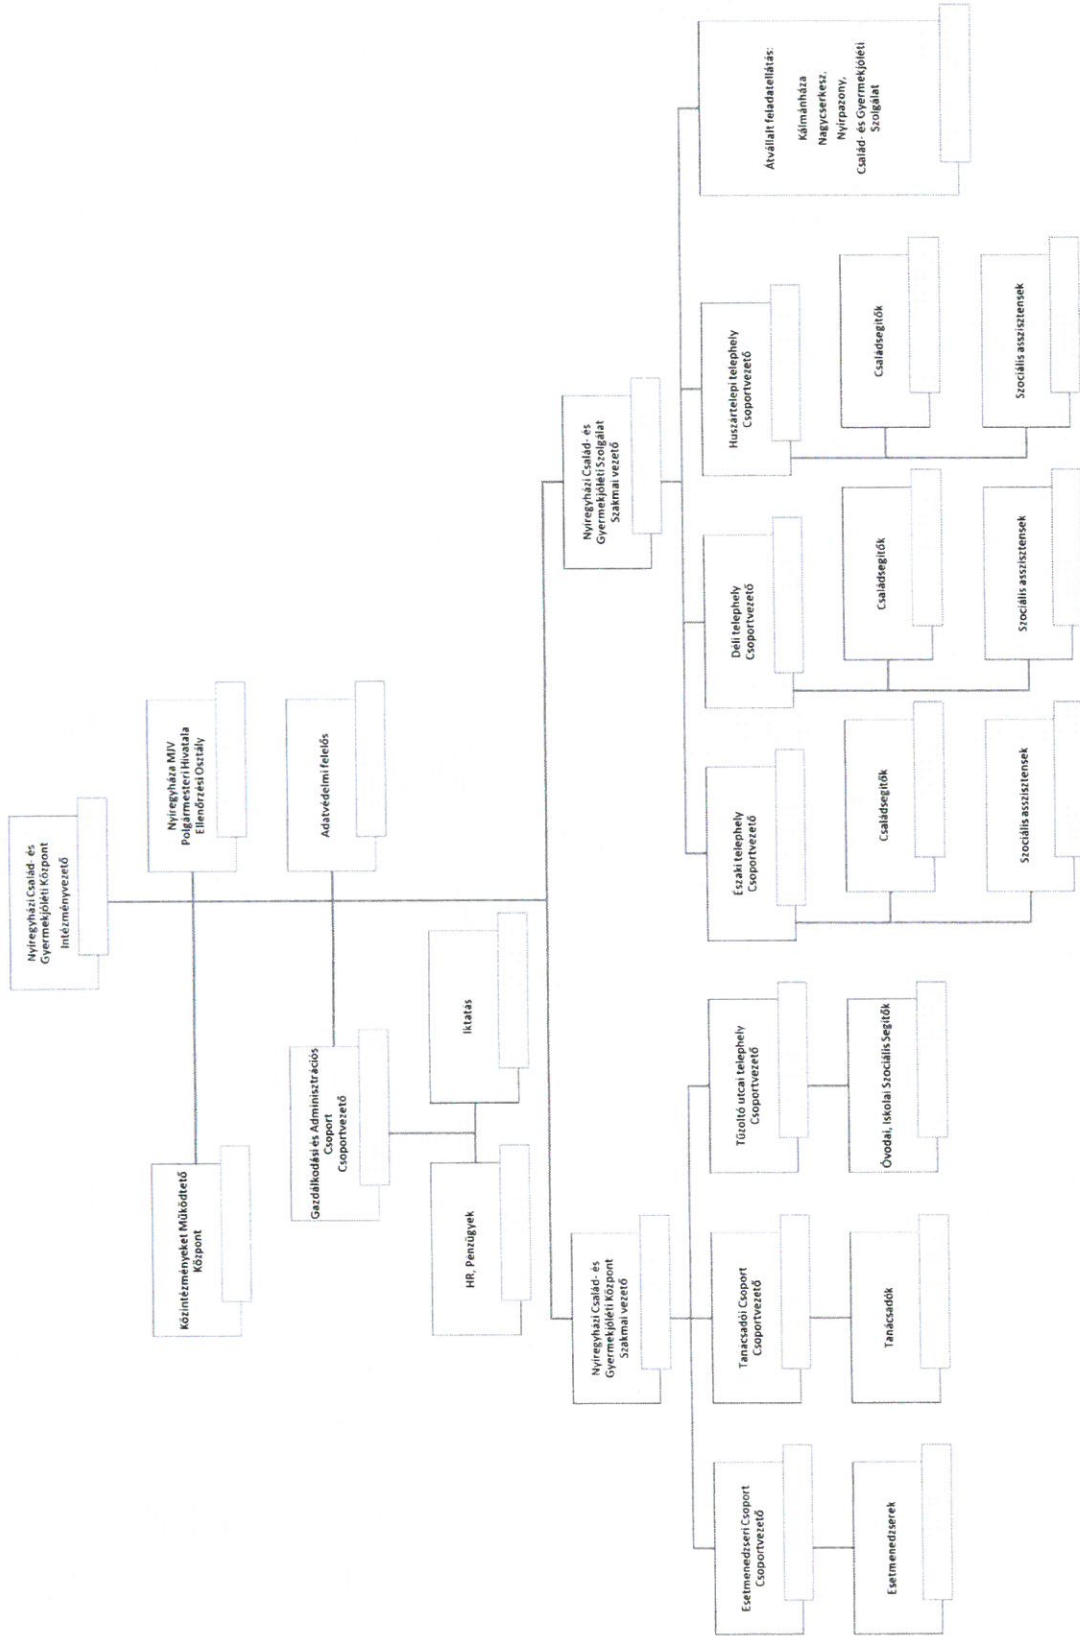 Nyíregyházi Család- és
Gyermekjóléti Központ
Intézményvezető
Közintézményeket Működtető
Központ
Nyíregyháza MJV
Polgármesteri Hivatala
Ellenőrzési Osztály
Gazdálkodási és Adminisztrációs
Csoport
Csoportvezető
Adatvédelmi felelős
HR, Pénzügyek
Iktatás
Nyíregyházi Család- és
Gyermekjóléti Központ
Szakmai vezető
Nyíregyházi Család- és
Gyermekjóléti Szolgálat
Szakmai vezető
Esetmenedzseri Csoport
Csoportvezető
Tanácsadói Csoport
Csoportvezető
Tűzoltó utcai telephely
Csoportvezető
Északi telephely
Csoportvezető
Déli telephely
Csoportvezető
Huszártelepi telephely
Csoportvezető
Átvállalt feladatellátás:
Kálmánháza
Nagycserkesz,
Nyírpazony,
Család- és Gyermekjóléti
Szolgálat
Esetmenedzserek
Tanácsadók
Óvodai, Iskolai Szociális Segítők
Családsegítők
Családsegítők
Családsegítők
Szociális asszisztensek
Szociális asszisztensek
Szociális asszisztensek